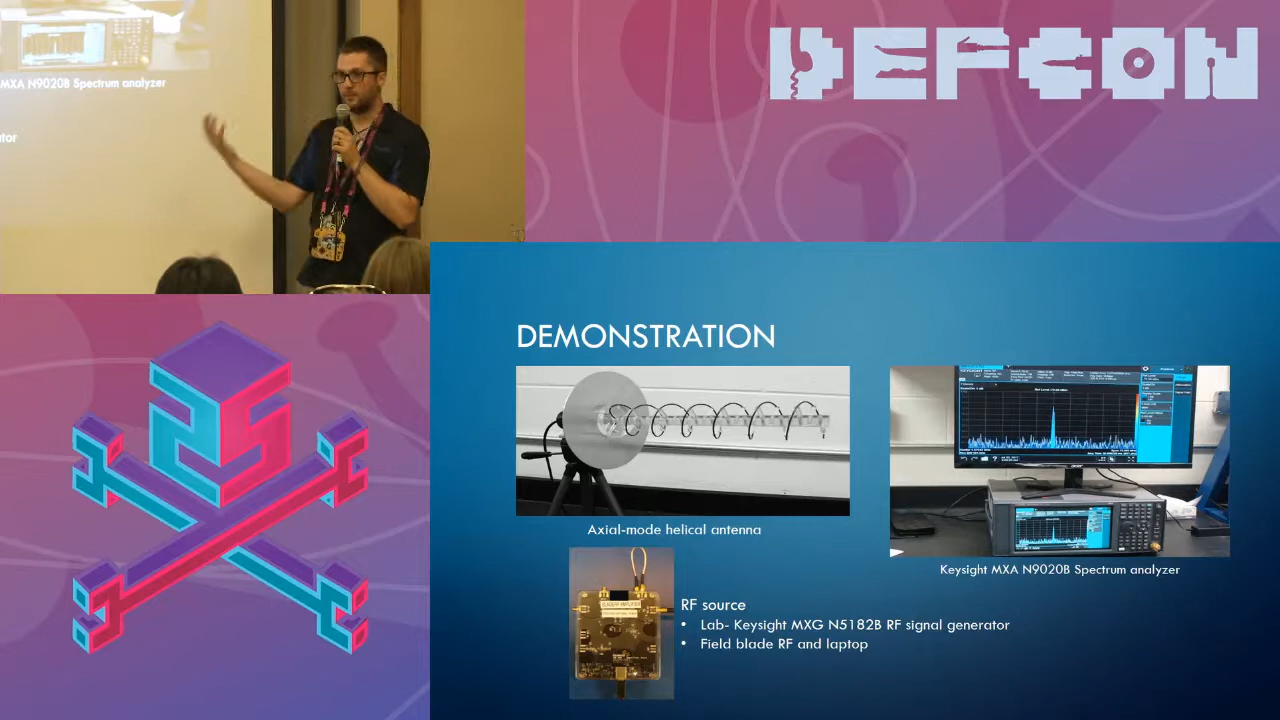 MXA N9020B Spectrum analyzer
tor
DEFCON
DEMONSTRATION
Axial-mode helical antenna
Keysight MXA N9020B Spectrum analyzer
RF source
• Lab- Keysight MXG N5182B RF signal generator
• Field blade RF and laptop